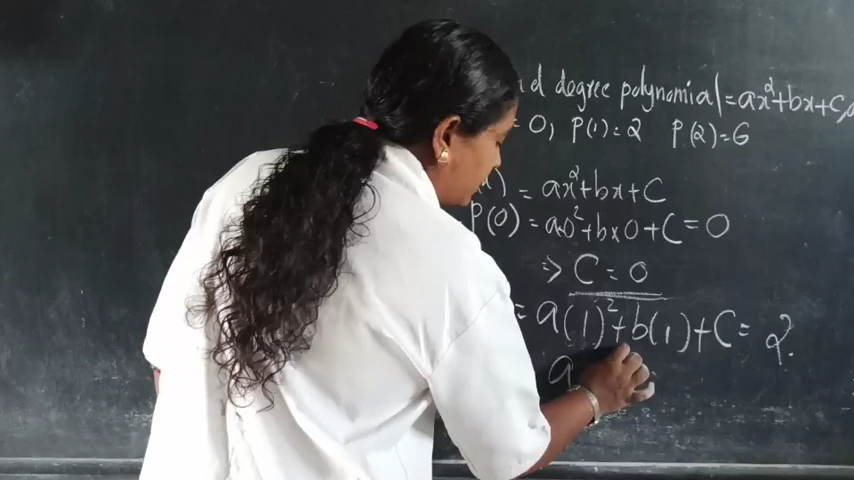 d degree polynomial = ax²+bx+c,
= 0, P(1)=2 P(2)=6
= ax²+bx+c
P(0) = a0²+b×0+c=0
=> c = 0
= a(1)²+b(1)+c= 2.
a